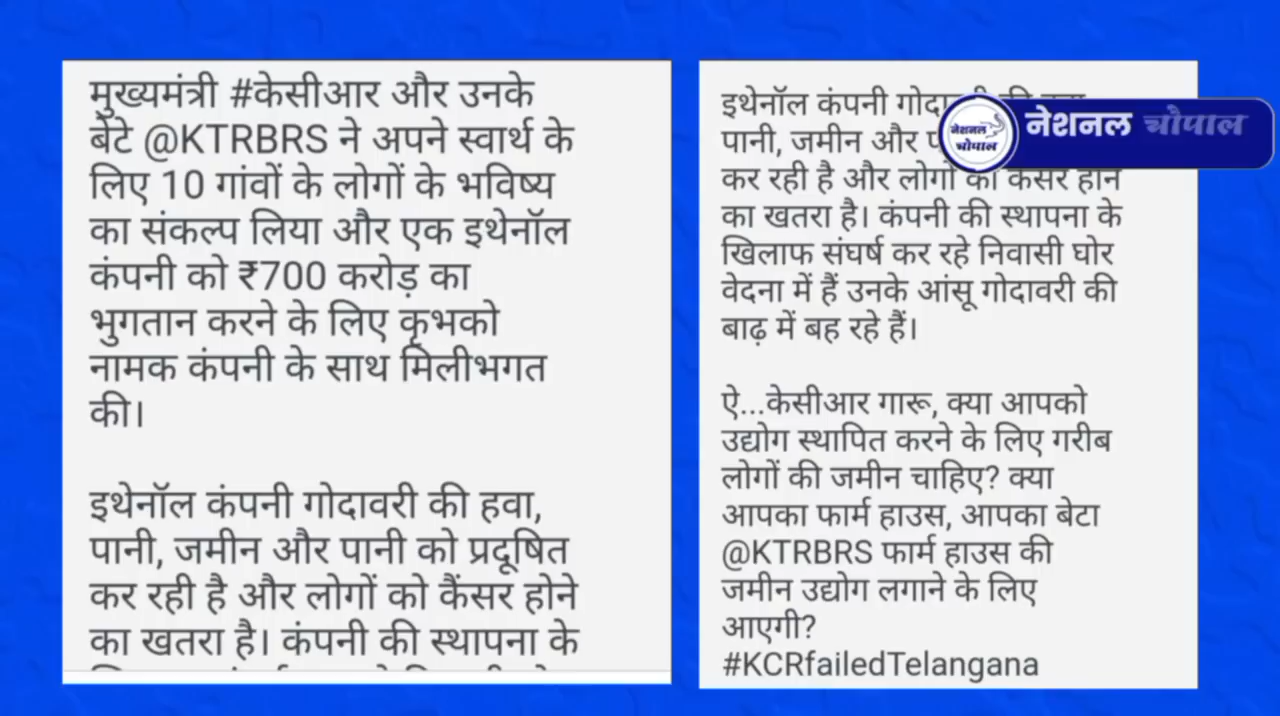 मुख्यमंत्री #केसीआर और उनके
बेटे @KTRBRS ने अपने स्वार्थ के
लिए 10 गांवों के लोगों के भविष्य
का संकल्प लिया और एक इथेनॉल
कंपनी को ₹700 करोड़ का
भुगतान करने के लिए कृभको
नामक कंपनी के साथ मिलीभगत
की।
इथेनॉल कंपनी गोदावरी की हवा,
पानी, जमीन और पानी को प्रदूषित
कर रही है और लोगों को कैंसर होने
का खतरा है। कंपनी की स्थापना के
इथेनॉल कंपनी
पानी, जमीन और
कर रही है और लोगों को कैंसर होने
का खतरा है। कंपनी की स्थापना के
खिलाफ संघर्ष कर रहे निवासी घोर
वेदना में हैं उनके आंसू गोदावरी की
बाढ़ में बह रहे हैं।
ऐ...केसीआर गारू, क्या आपको
उद्योग स्थापित करने के लिए गरीब
लोगों की जमीन चाहिए? क्या
आपका फार्म हाउस, आपका बेटा
@KTRBRS फार्म हाउस की
जमीन उद्योग लगाने के लिए
आएगी?
#KCRfailedTelangana
नेशनल चौपाल
नेशनल
चौपाल